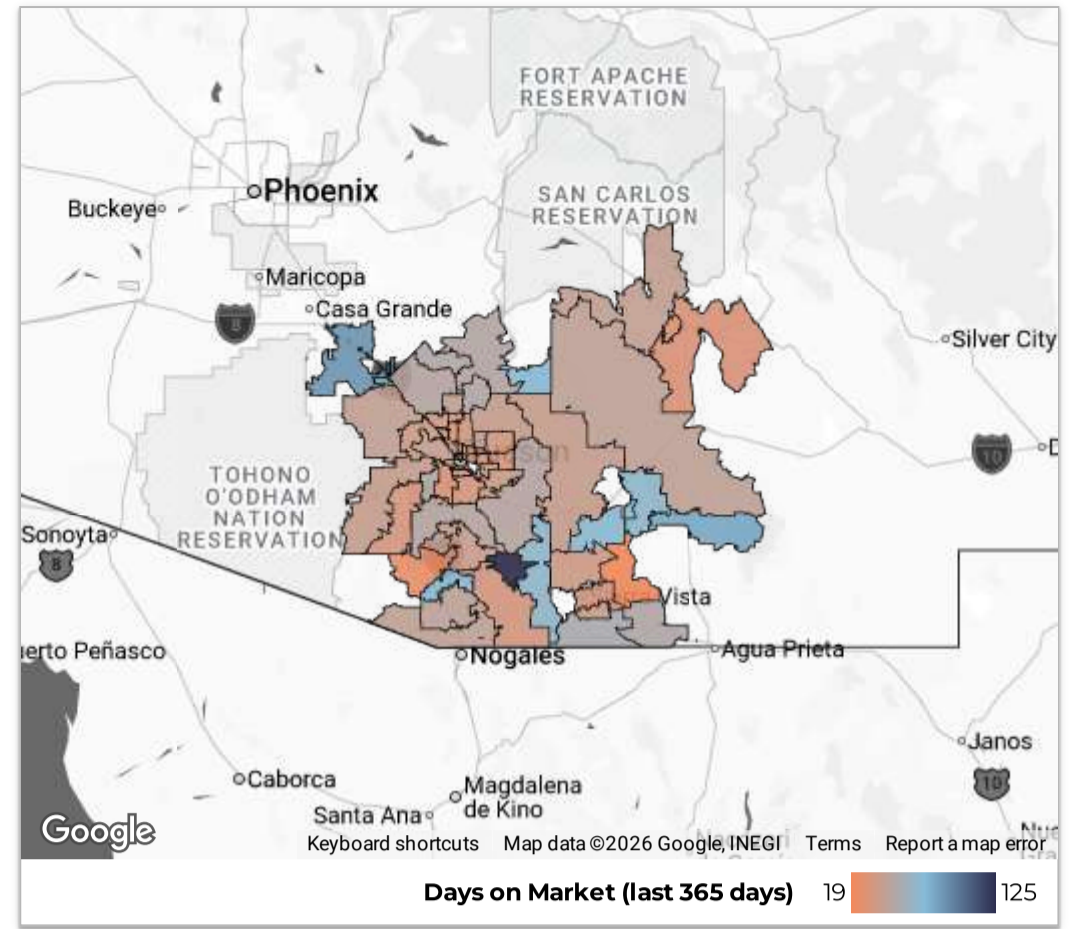 FORT APACHE
RESERVATION
Phoenix
SAN CARLOS
RESERVATION
Buckeye
Maricopa
8
Casa Grande
Silver City
10
TOHONO
O'ODHAM
NATION
RESERVATION
Sonoyta
8
Vista
Nogales
Agua Prieta
erto Peñasco
Janos
10
Caborca
Magdalena
de Kino
Santa Ana
Google
Keyboard shortcuts Map data ©2026 Google, INEGI Terms Report a map error
Days on Market (last 365 days) 19 125